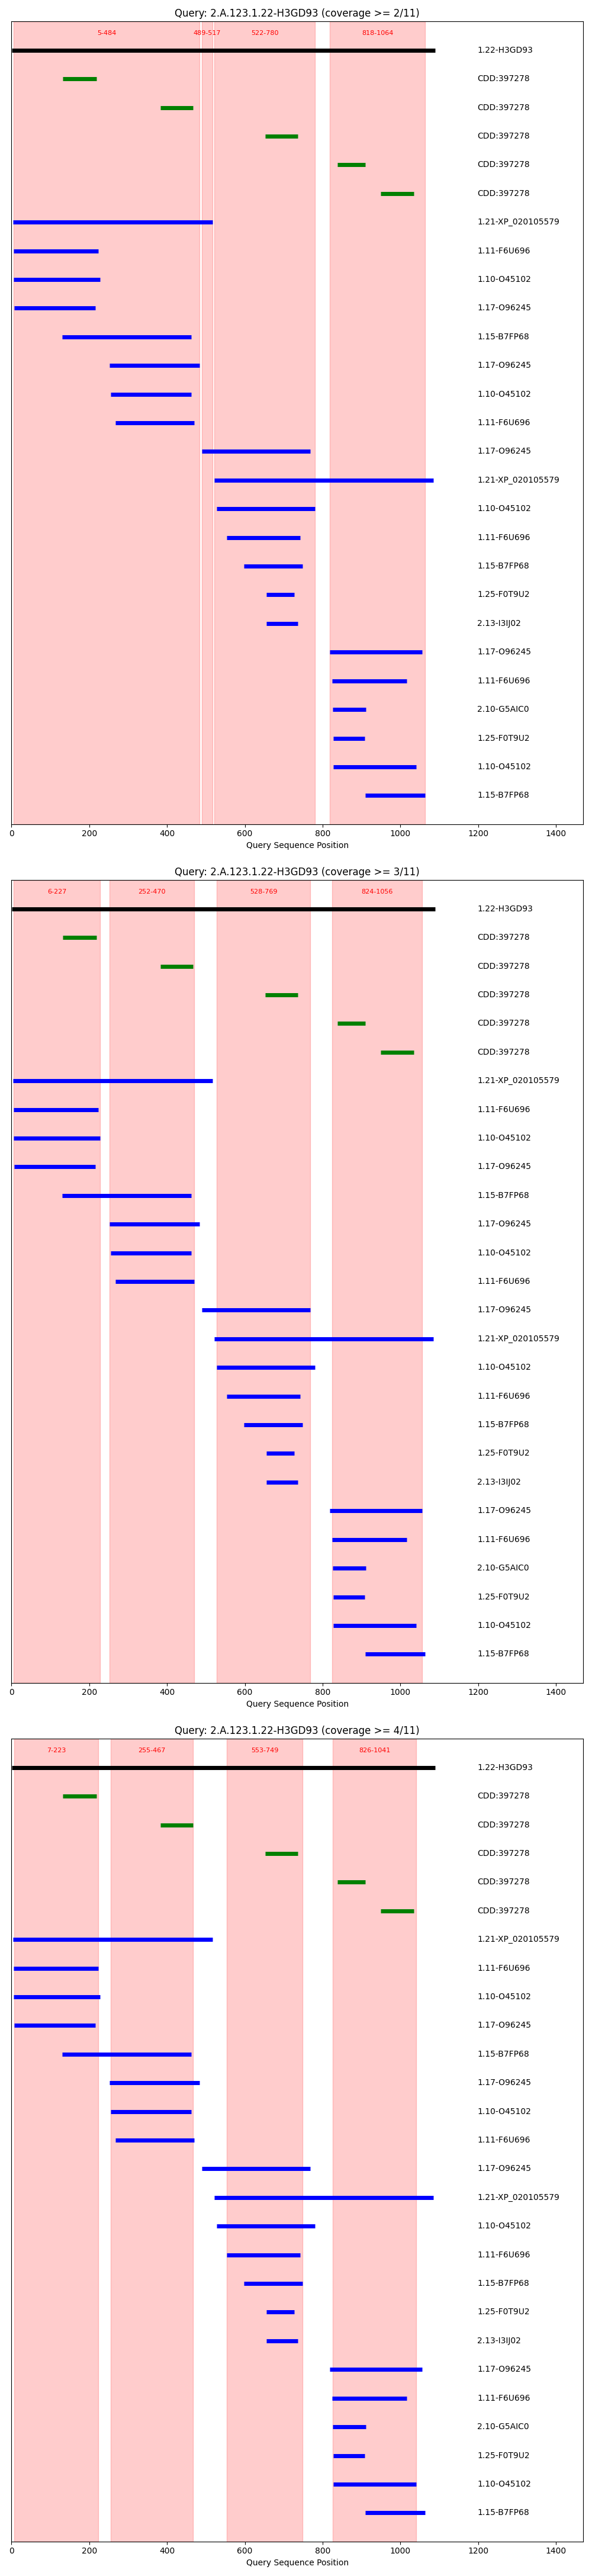 Query: 2.A.123.1.22-H3GD93 (coverage >= 2/11)
5-484 489-517 522-780 818-1064
1.22-H3GD93
CDD:397278
CDD:397278
CDD:397278
CDD:397278
CDD:397278
1.21-XP_020105579
1.11-F6U696
1.10-O45102
1.17-O96245
1.15-B7FP68
1.17-O96245
1.10-O45102
1.11-F6U696
1.17-O96245
1.21-XP_020105579
1.10-O45102
1.11-F6U696
1.15-B7FP68
1.25-F0T9U2
2.13-I3IJ02
1.17-O96245
1.11-F6U696
2.10-G5AIC0
1.25-F0T9U2
1.10-O45102
1.15-B7FP68
0 200 400 600 800 1000 1200 1400
Query Sequence Position
Query: 2.A.123.1.22-H3GD93 (coverage >= 3/11)
6-227 252-470 528-769 824-1056
1.22-H3GD93
CDD:397278
CDD:397278
CDD:397278
CDD:397278
CDD:397278
1.21-XP_020105579
1.11-F6U696
1.10-O45102
1.17-O96245
1.15-B7FP68
1.17-O96245
1.10-O45102
1.11-F6U696
1.17-O96245
1.21-XP_020105579
1.10-O45102
1.11-F6U696
1.15-B7FP68
1.25-F0T9U2
2.13-I3IJ02
1.17-O96245
1.11-F6U696
2.10-G5AIC0
1.25-F0T9U2
1.10-O45102
1.15-B7FP68
0 200 400 600 800 1000 1200 1400
Query Sequence Position
Query: 2.A.123.1.22-H3GD93 (coverage >= 4/11)
7-223 255-467 553-749 826-1041
1.22-H3GD93
CDD:397278
CDD:397278
CDD:397278
CDD:397278
CDD:397278
1.21-XP_020105579
1.11-F6U696
1.10-O45102
1.17-O96245
1.15-B7FP68
1.17-O96245
1.10-O45102
1.11-F6U696
1.17-O96245
1.21-XP_020105579
1.10-O45102
1.11-F6U696
1.15-B7FP68
1.25-F0T9U2
2.13-I3IJ02
1.17-O96245
1.11-F6U696
2.10-G5AIC0
1.25-F0T9U2
1.10-O45102
1.15-B7FP68
0 200 400 600 800 1000 1200 1400
Query Sequence Position